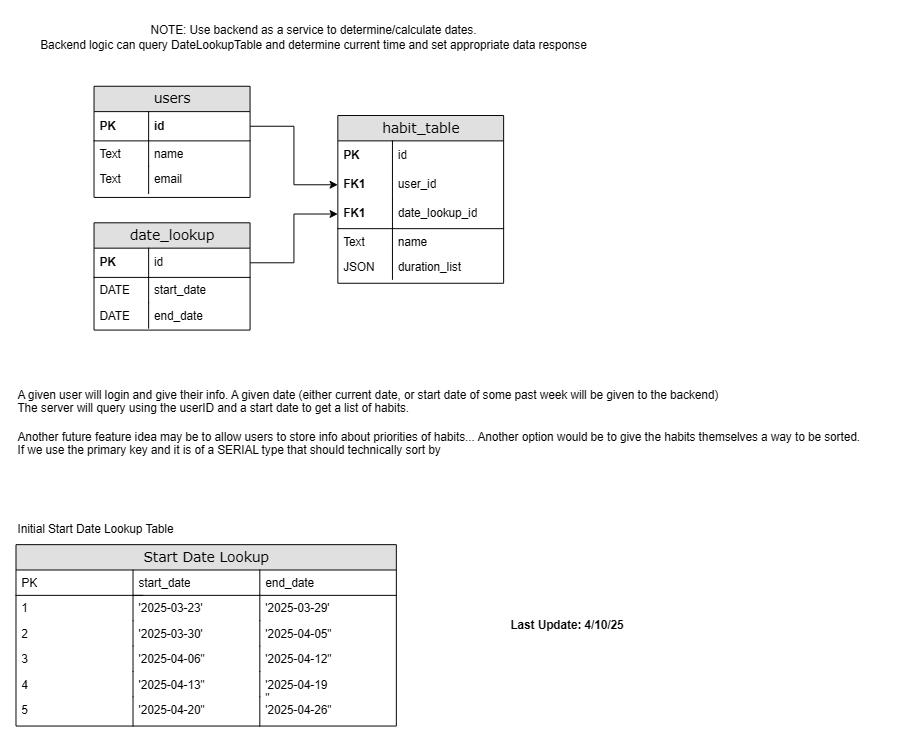 NOTE: Use backend as a service to determine/calculate dates.
Backend logic can query DateLookupTable and determine current time and set appropriate data response
users
PK id
Text name
Text email
habit_table
PK id
FK1 user_id
FK1 date_lookup_id
Text name
JSON duration_list
date_lookup
PK id
DATE start_date
DATE end_date
A given user will login and give their info. A given date (either current date, or start date of some past week will be given to the backend)
The server will query using the userID and a start date to get a list of habits.
Another future feature idea may be to allow users to store info about priorities of habits... Another option would be to give the habits themselves a way to be sorted.
If we use the primary key and it is of a SERIAL type that should technically sort by
Initial Start Date Lookup Table
Start Date Lookup
PK start_date end_date
1 '2025-03-23' '2025-03-29'
2 '2025-03-30' '2025-04-05"
3 '2025-04-06" '2025-04-12"
4 '2025-04-13" '2025-04-19
"
5 '2025-04-20" '2025-04-26"
Last Update: 4/10/25